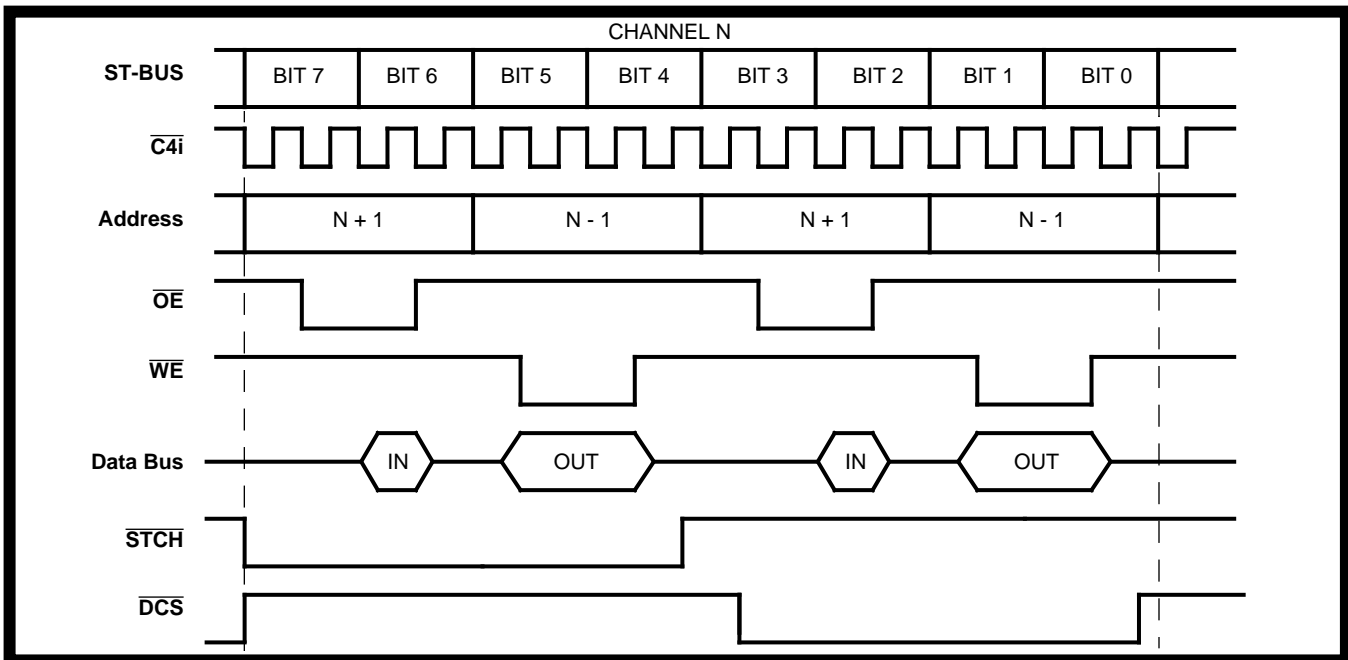 CHANNEL N
ST-BUS BIT 7 BIT 6 BIT 5 BIT 4 BIT 3 BIT 2 BIT 1 BIT 0
C4i
Address N + 1 N - 1 N + 1 N - 1
OE
WE
Data Bus IN OUT IN OUT
STCH
DCS